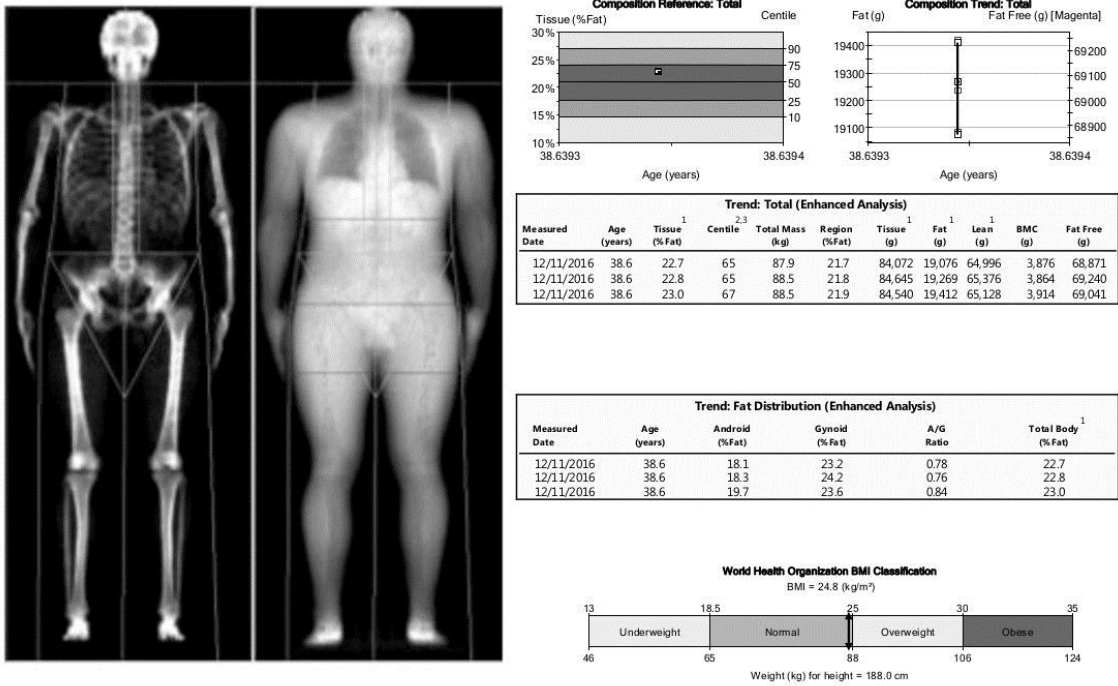 Composition Reference: Total
Tissue (%Fat) Centile
30%
25%
20%
15%
10%
90
75
50
25
10
38.6393 38.6394
Age (years)
Composition Trend: Total
Fat (g) Fat Free (g) [Magenta]
19400
19300
19200
19100
69200
69100
69000
68900
38.6393 38.6394
Age (years)
Trend: Total (Enhanced Analysis)
1 2,3 1 1 1
Measured Age Tissue Centile Total Mass Region Tissue Fat Lean BMC Fat Free
Date (years) (%Fat) (kg) (%Fat) (g) (g) (g) (g) (g)
12/11/2016 38.6 22.7 65 87.9 21.7 84,072 19,076 64,996 3,876 68,871
12/11/2016 38.6 22.8 65 88.5 21.8 84,645 19,269 65,376 3,864 69,240
12/11/2016 38.6 23.0 67 88.5 21.9 84,540 19,412 65,128 3,914 69,041
Trend: Fat Distribution (Enhanced Analysis)
Measured Age Android Gynoid A/G Total Body 1
Date (years) (%Fat) (%Fat) Ratio (%Fat)
12/11/2016 38.6 18.1 23.2 0.78 22.7
12/11/2016 38.6 18.3 24.2 0.76 22.8
12/11/2016 38.6 19.7 23.6 0.84 23.0
World Health Organization BMI Classification
BMI = 24.8 (kg/m²)
13 18.5 25 30 35
Underweight Normal Overweight Obese
46 65 88 106 124
Weight (kg) for height = 188.0 cm